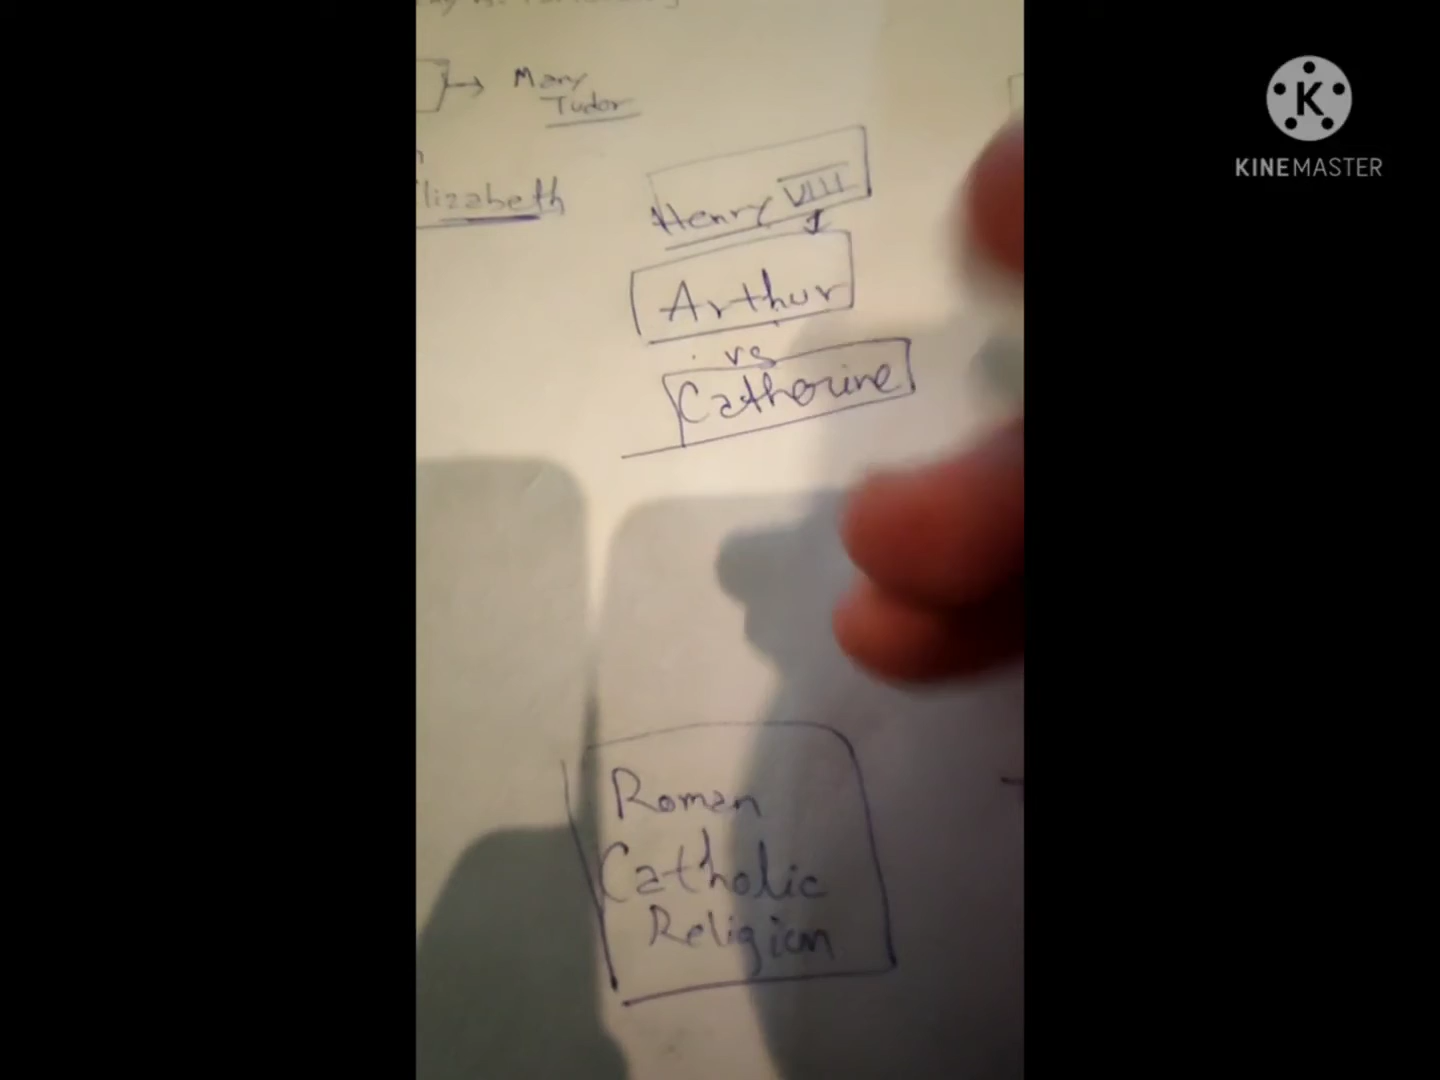 Mary
Tudor
lizabeth
Henry VIII
Arthur
vs
Catherine
Roman
Catholic
Religion
K
KINEMASTER